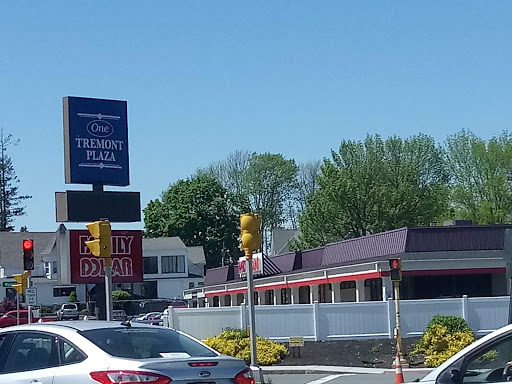 One
TREMONT
PLAZA
FAMILY
DOLLAR